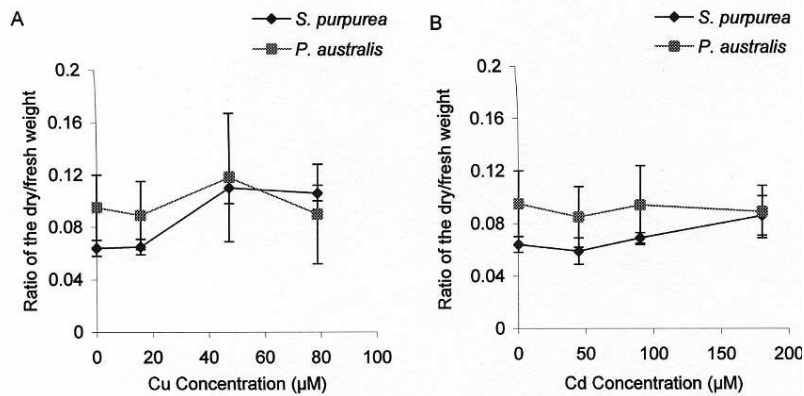 A
S. purpurea
P. australis
Ratio of the dry/fresh weight
0.2
0.16
0.12
0.08
0.04
0
0 20 40 60 80 100
Cu Concentration (µM)
B
S. purpurea
P. australis
Ratio of the dry/fresh weight
0.2
0.16
0.12
0.08
0.04
0
0 50 100 150 200
Cd Concentration (µM)